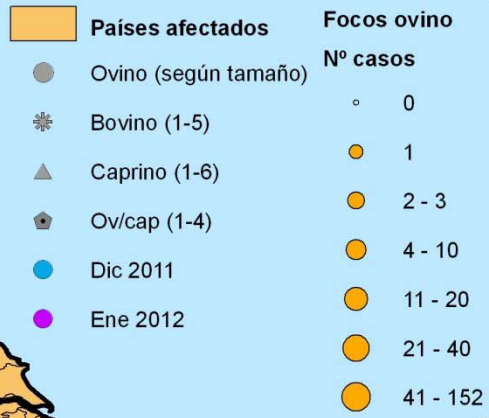 Países afectados
Ovino (según tamaño)
Bovino (1-5)
Caprino (1-6)
Ov/cap (1-4)
Dic 2011
Ene 2012
Focos ovino
Nº casos
0
1
2 - 3
4 - 10
11 - 20
21 - 40
41 - 152